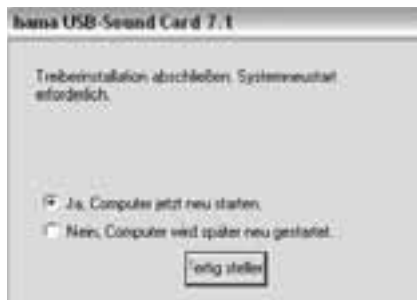 hama USB-Sound Card 7.1
Treiberinstallation abschließen. Systemneustart
erforderlich.
Ja, Computer jetzt neu starten.
Nein, Computer wird später neu gestartet.
Fertig stellen